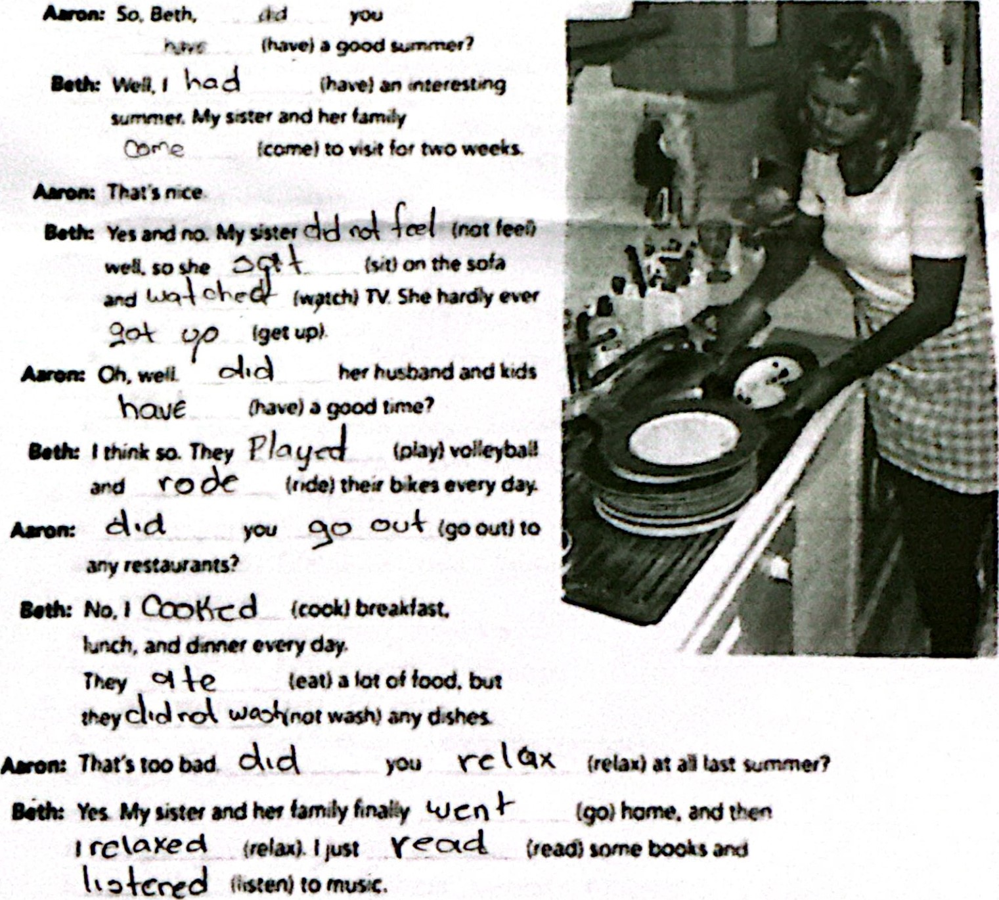 Aaron: So, Beth, did you
have (have) a good summer?
Beth: Well, I had (have) an interesting
summer. My sister and her family
come (come) to visit for two weeks.
Aaron: That's nice.
Beth: Yes and no. My sister did not feel (not feel)
well, so she (sit) on the sofa
and watched (watch) TV. She hardly ever
got up (get up).
Aaron: Oh, well. did her husband and kids
have (have) a good time?
Beth: I think so. They Played (play) volleyball
and rode (ride) their bikes every day.
Aaron: did you go out (go out) to
any restaurants?
Beth: No, I Cooked (cook) breakfast,
lunch, and dinner every day.
They ate (eat) a lot of food, but
they did not wash (not wash) any dishes.
Aaron: That's too bad. did you relax (relax) at all last summer?
Beth: Yes. My sister and her family finally went (go) home, and then
I relaxed (relax). I just read (read) some books and
listened (listen) to music.